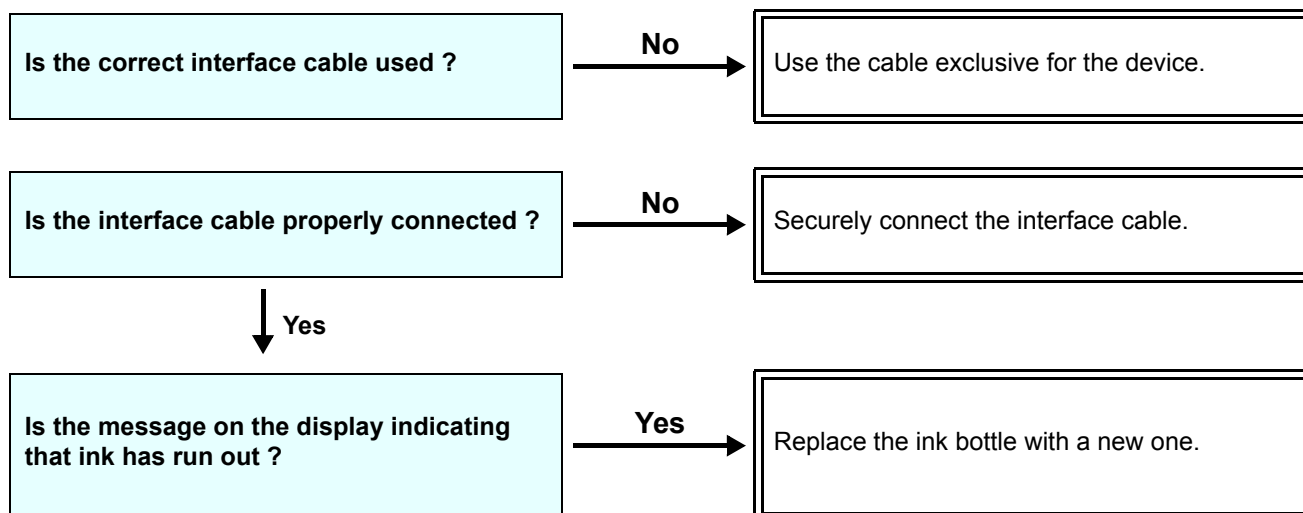 Is the correct interface cable used ?
No
Use the cable exclusive for the device.
Is the interface cable properly connected ?
No
Securely connect the interface cable.
Yes
Is the message on the display indicating
that ink has run out ?
Yes
Replace the ink bottle with a new one.